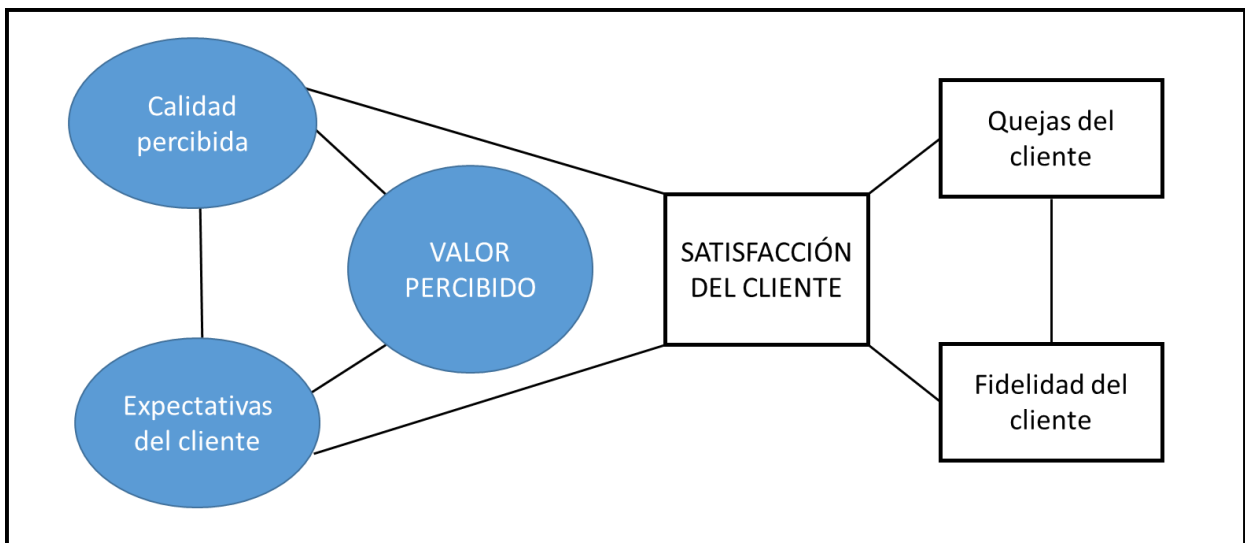 Calidad
percibida
VALOR
PERCIBIDO
Expectativas
del cliente
SATISFACCIÓN
DEL CLIENTE
Quejas del
cliente
Fidelidad del
cliente